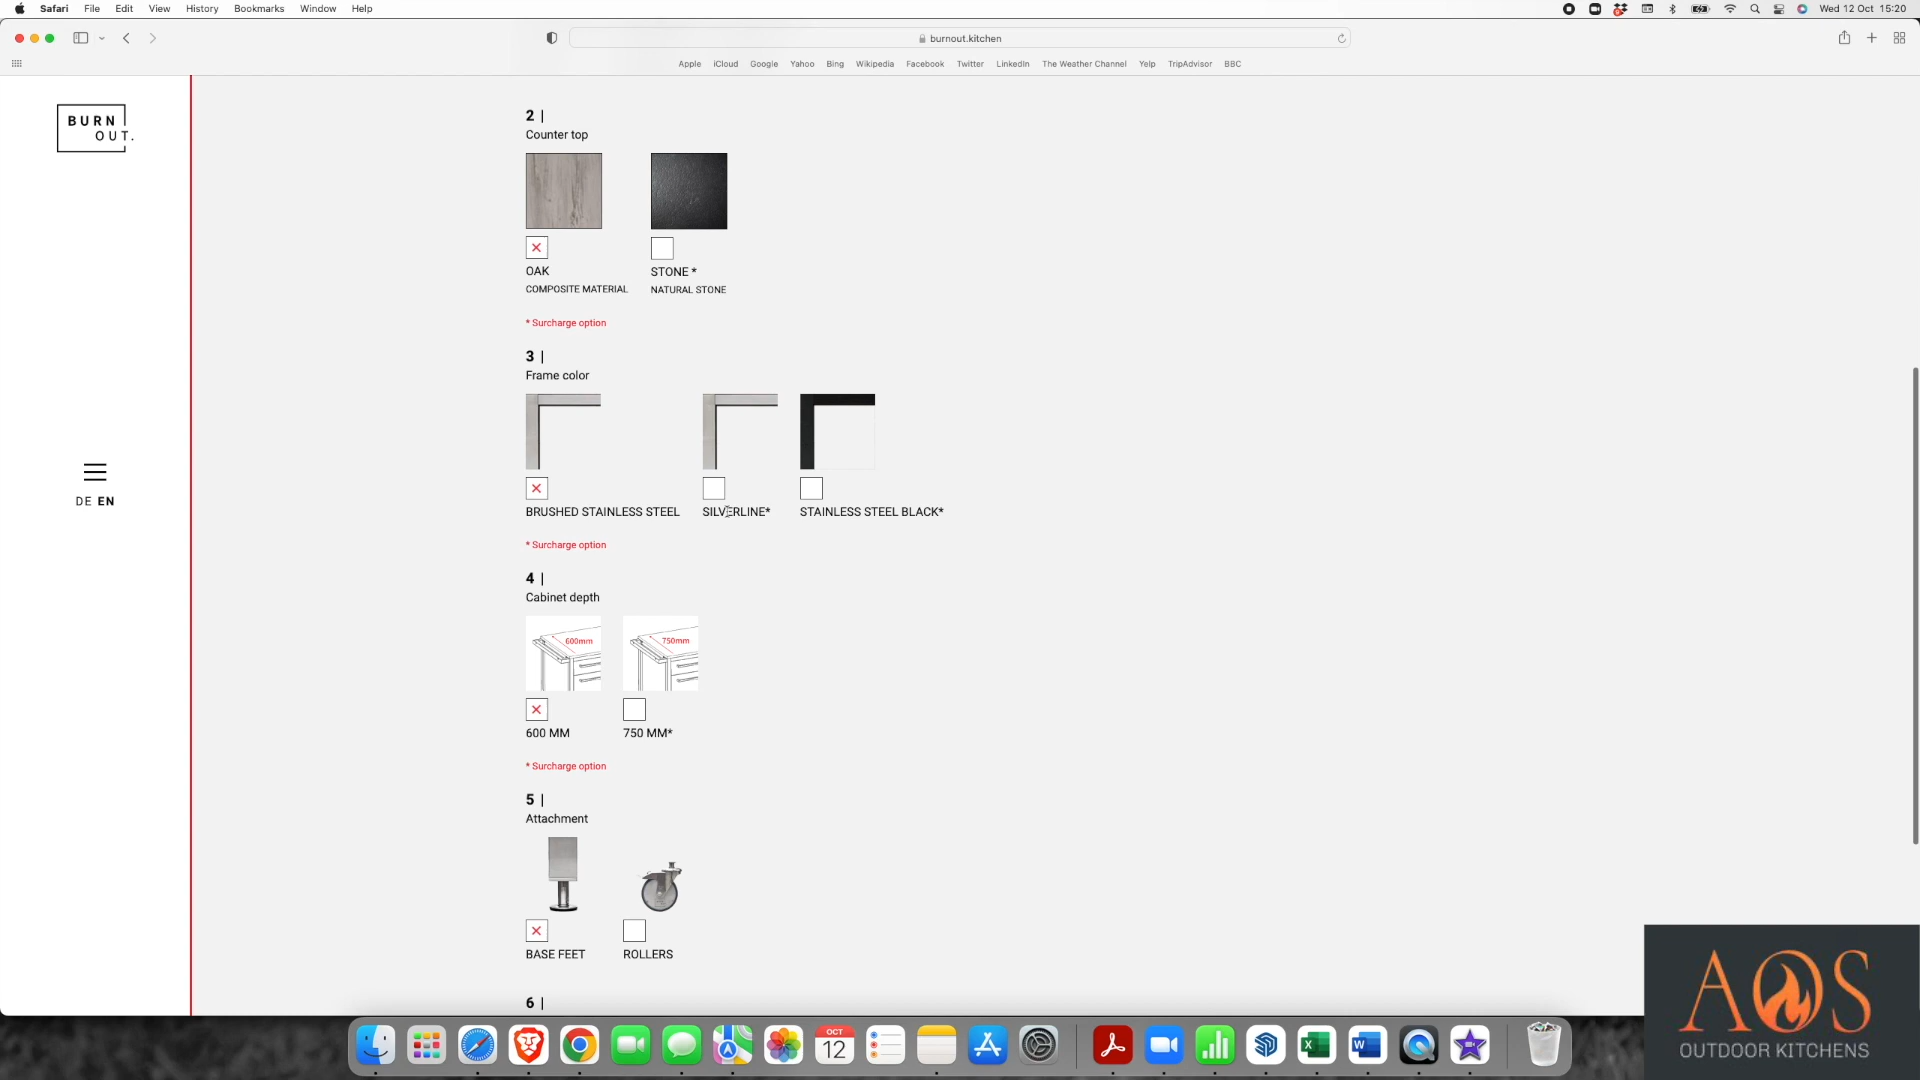 Safari File Edit View History Bookmarks Window Help
Wed 12 Oct 15:20
burnout.kitchen
Apple iCloud Google Yahoo Bing Wikipedia Facebook Twitter LinkedIn The Weather Channel Yelp TripAdvisor BBC
BURN
OUT.
DE EN
2 |
Counter top
OAK
COMPOSITE MATERIAL
STONE *
NATURAL STONE
* Surcharge option
3 |
Frame color
BRUSHED STAINLESS STEEL
SILVERLINE*
STAINLESS STEEL BLACK*
* Surcharge option
4 |
Cabinet depth
600mm
750mm
600 MM
750 MM*
* Surcharge option
5 |
Attachment
BASE FEET
ROLLERS
6 |
OCT
12
AOS
OUTDOOR KITCHENS